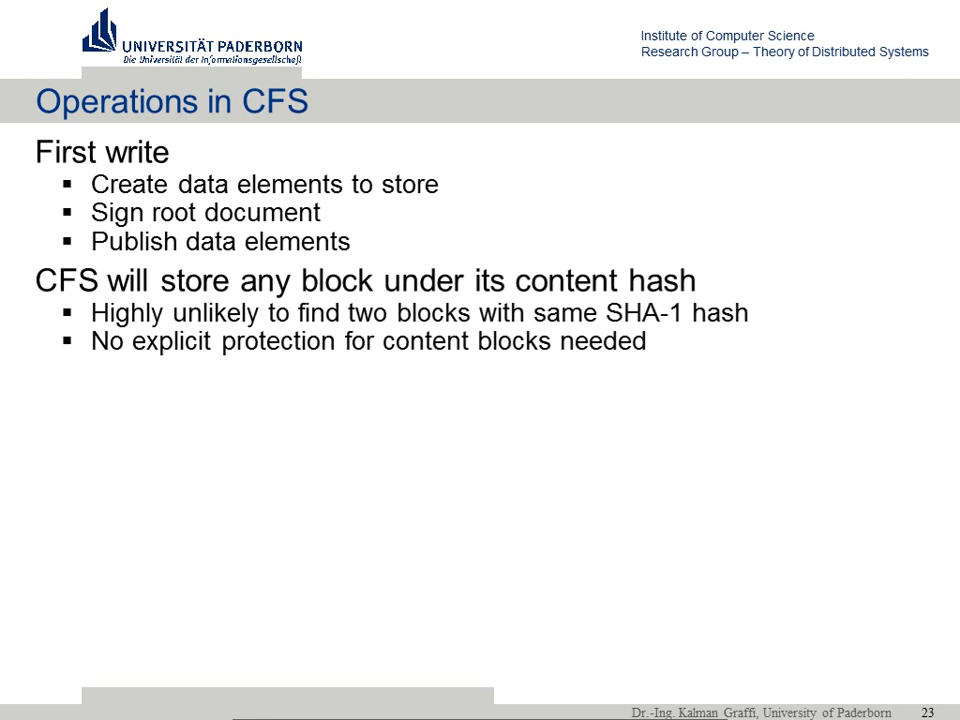 UNIVERSITÄT PADERBORN
Die Universität der Informationsgesellschaft
Institute of Computer Science
Research Group – Theory of Distributed Systems
Operations in CFS
First write
▪ Create data elements to store
▪ Sign root document
▪ Publish data elements
CFS will store any block under its content hash
▪ Highly unlikely to find two blocks with same SHA-1 hash
▪ No explicit protection for content blocks needed
Dr.-Ing. Kalman Graffi, University of Paderborn 23